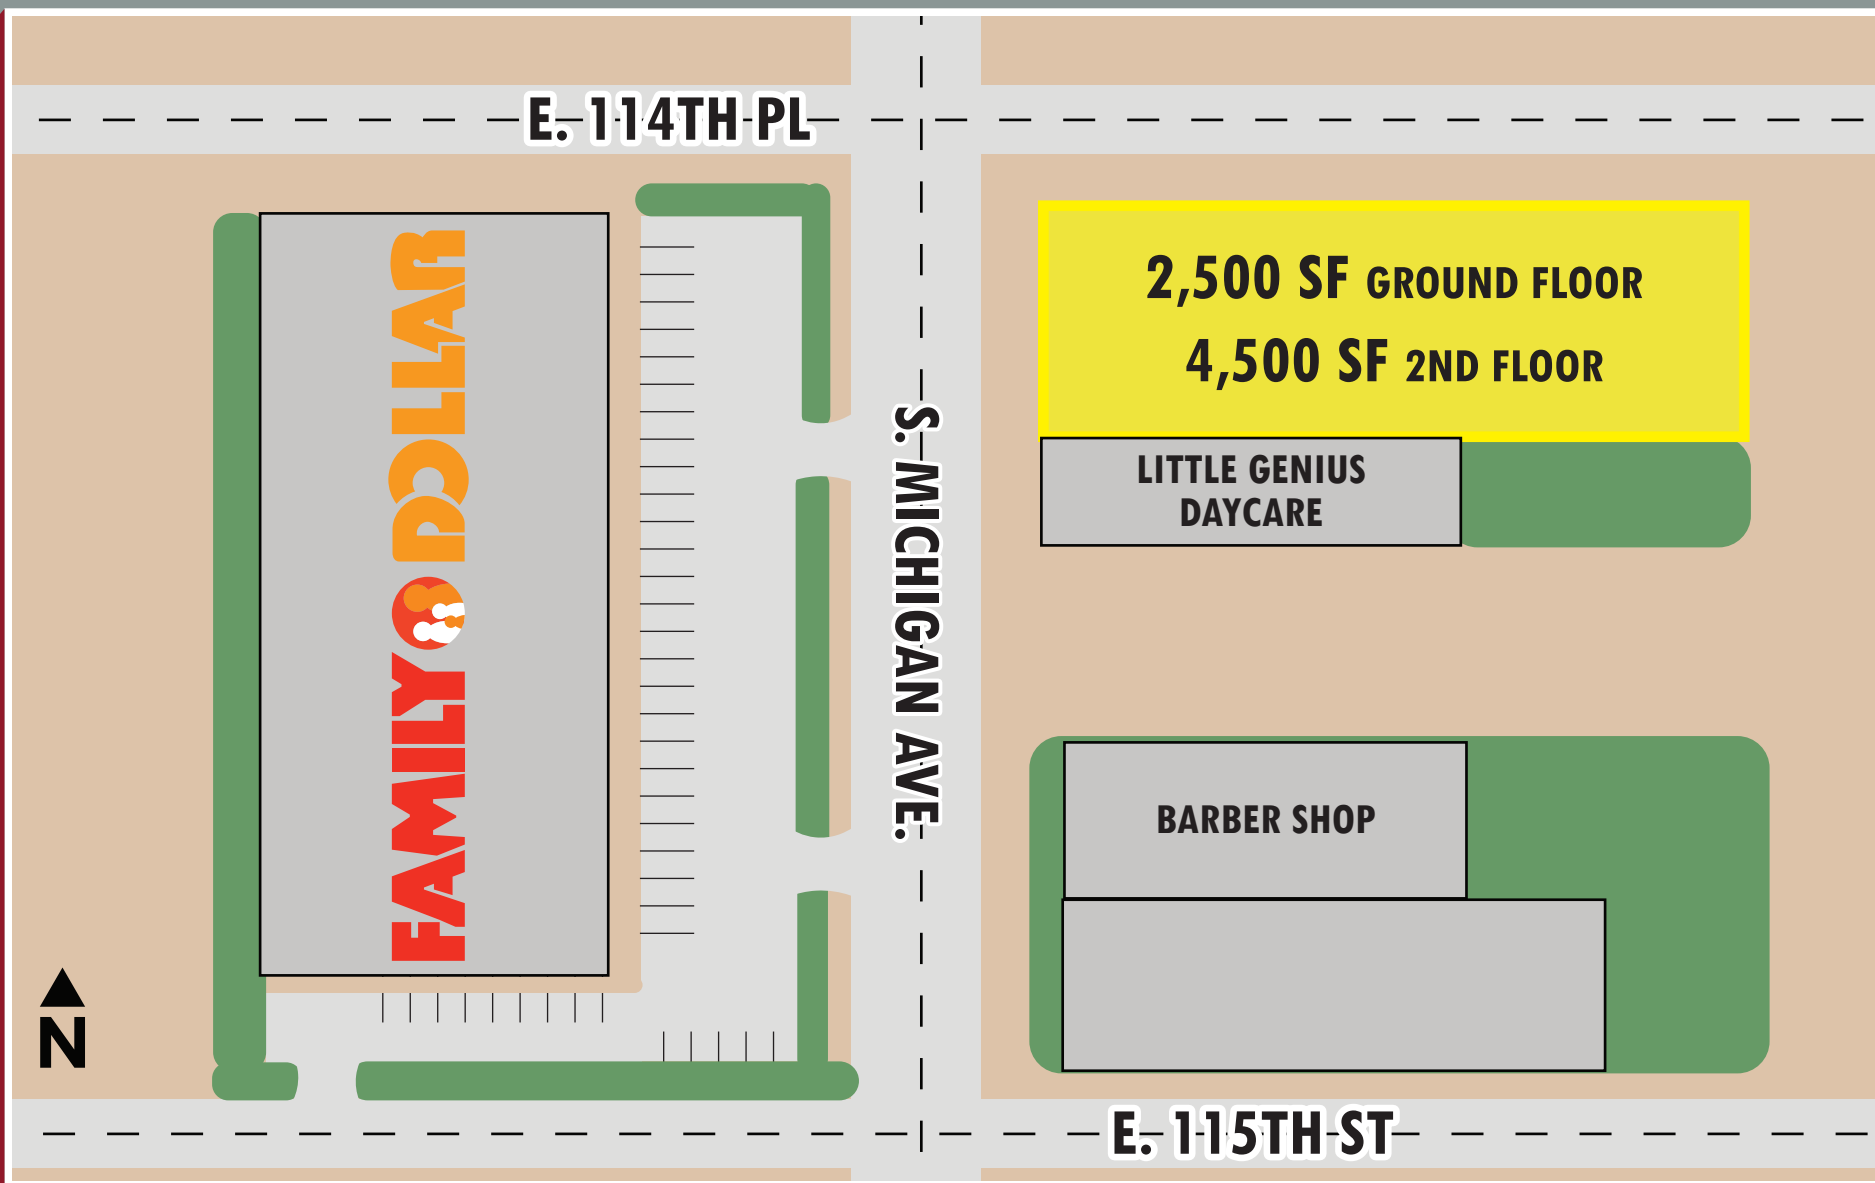 E. 114TH PL
2,500 SF GROUND FLOOR
4,500 SF 2ND FLOOR
FAMILY DOLLAR
S. MICHIGAN AVE.
LITTLE GENIUS
DAYCARE
BARBER SHOP
N
E. 115TH ST